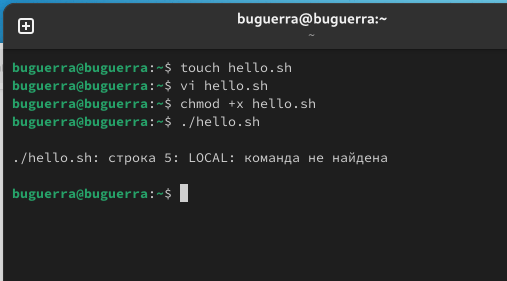 buguerra@buguerra:~
~
buguerra@buguerra:~$ touch hello.sh
buguerra@buguerra:~$ vi hello.sh
buguerra@buguerra:~$ chmod +x hello.sh
buguerra@buguerra:~$ ./hello.sh
./hello.sh: строка 5: LOCAL: команда не найдена
buguerra@buguerra:~$